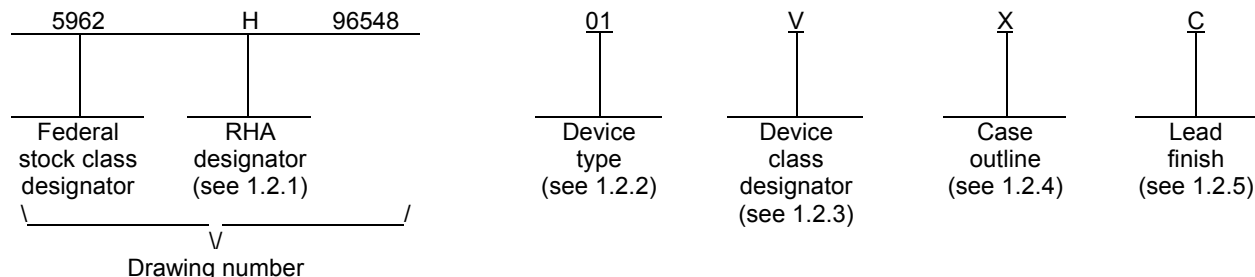 5962 H 96548 01 V X C
Federal stock class designator
RHA designator (see 1.2.1)
Device type (see 1.2.2)
Device class designator (see 1.2.3)
Case outline (see 1.2.4)
Lead finish (see 1.2.5)
\ /
\/
Drawing number